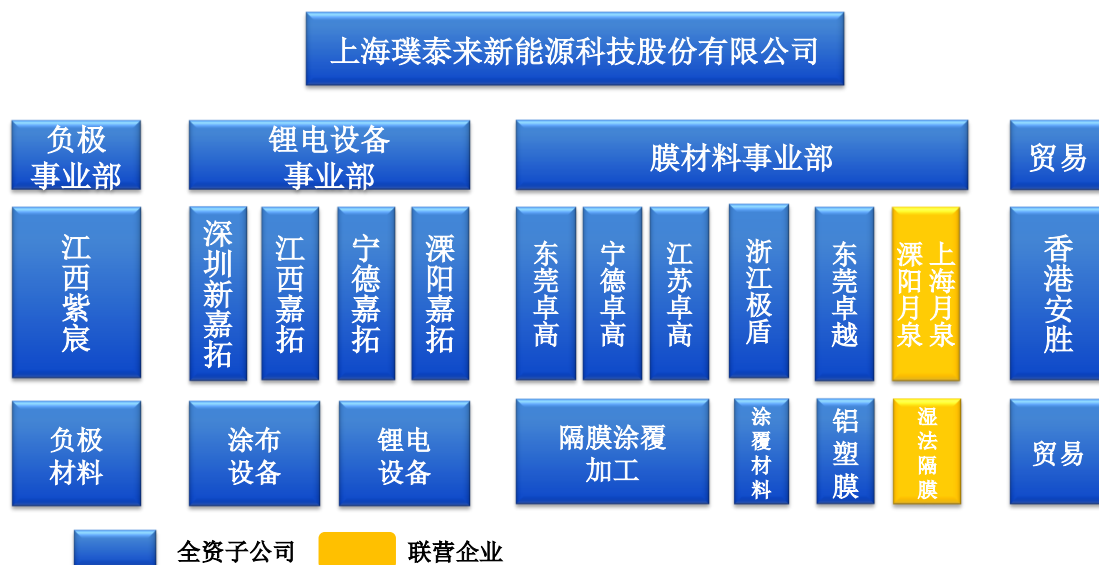 上海璞泰来新能源科技股份有限公司
负极
事业部
锂电设备
事业部
膜材料事业部
贸易
江西紫宸
深圳新嘉拓
江西嘉拓
宁德嘉拓
溧阳嘉拓
东莞卓高
宁德卓高
江苏卓高
浙江极盾
东莞卓越
上海月泉
溧阳月泉
香港安胜
负极
材料
涂布
设备
锂电
设备
隔膜涂覆
加工
涂覆材料
铝塑膜
湿法隔膜
贸易
全资子公司
联营企业